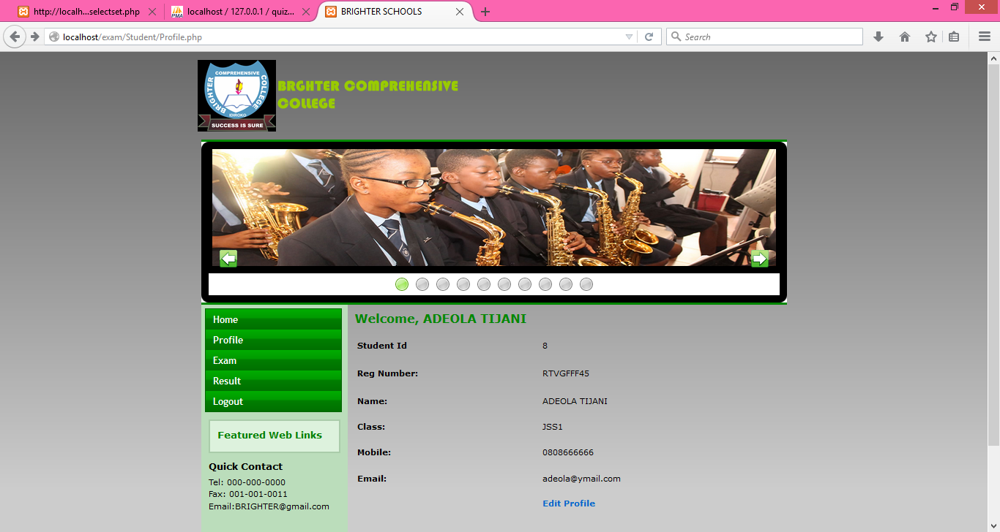 http://localh...selectset.php
PMA
localhost / 127.0.0.1 / quiz...
BRIGHTER SCHOOLS
localhost/exam/Student/Profile.php
Search
COMPREHENSIVE
BRIGHTER
COLLEGE
IDIROKO
SUCCESS IS SURE
BRGHTER COMPREHENSIVE
COLLEGE
Home
Profile
Exam
Result
Logout
Featured Web Links
Quick Contact
Tel: 000-000-0000
Fax: 001-001-0011
Email:BRIGHTER@gmail.com
Welcome, ADEOLA TIJANI
Student Id 8
Reg Number: RTVGFFF45
Name: ADEOLA TIJANI
Class: JSS1
Mobile: 0808666666
Email: adeola@ymail.com
Edit Profile